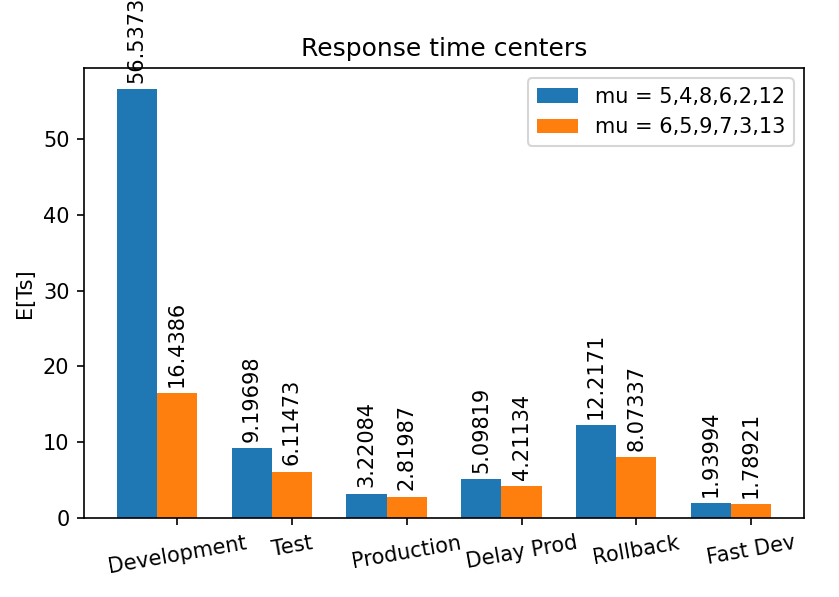 Response time centers
mu = 5,4,8,6,2,12
mu = 6,5,9,7,3,13
E[Ts]
50
40
30
20
10
0
56.5373
16.4386
9.19698
6.11473
3.22084
2.81987
5.09819
4.21134
12.2171
8.07337
1.93994
1.78921
Development
Test
Production
Delay Prod
Rollback
Fast Dev